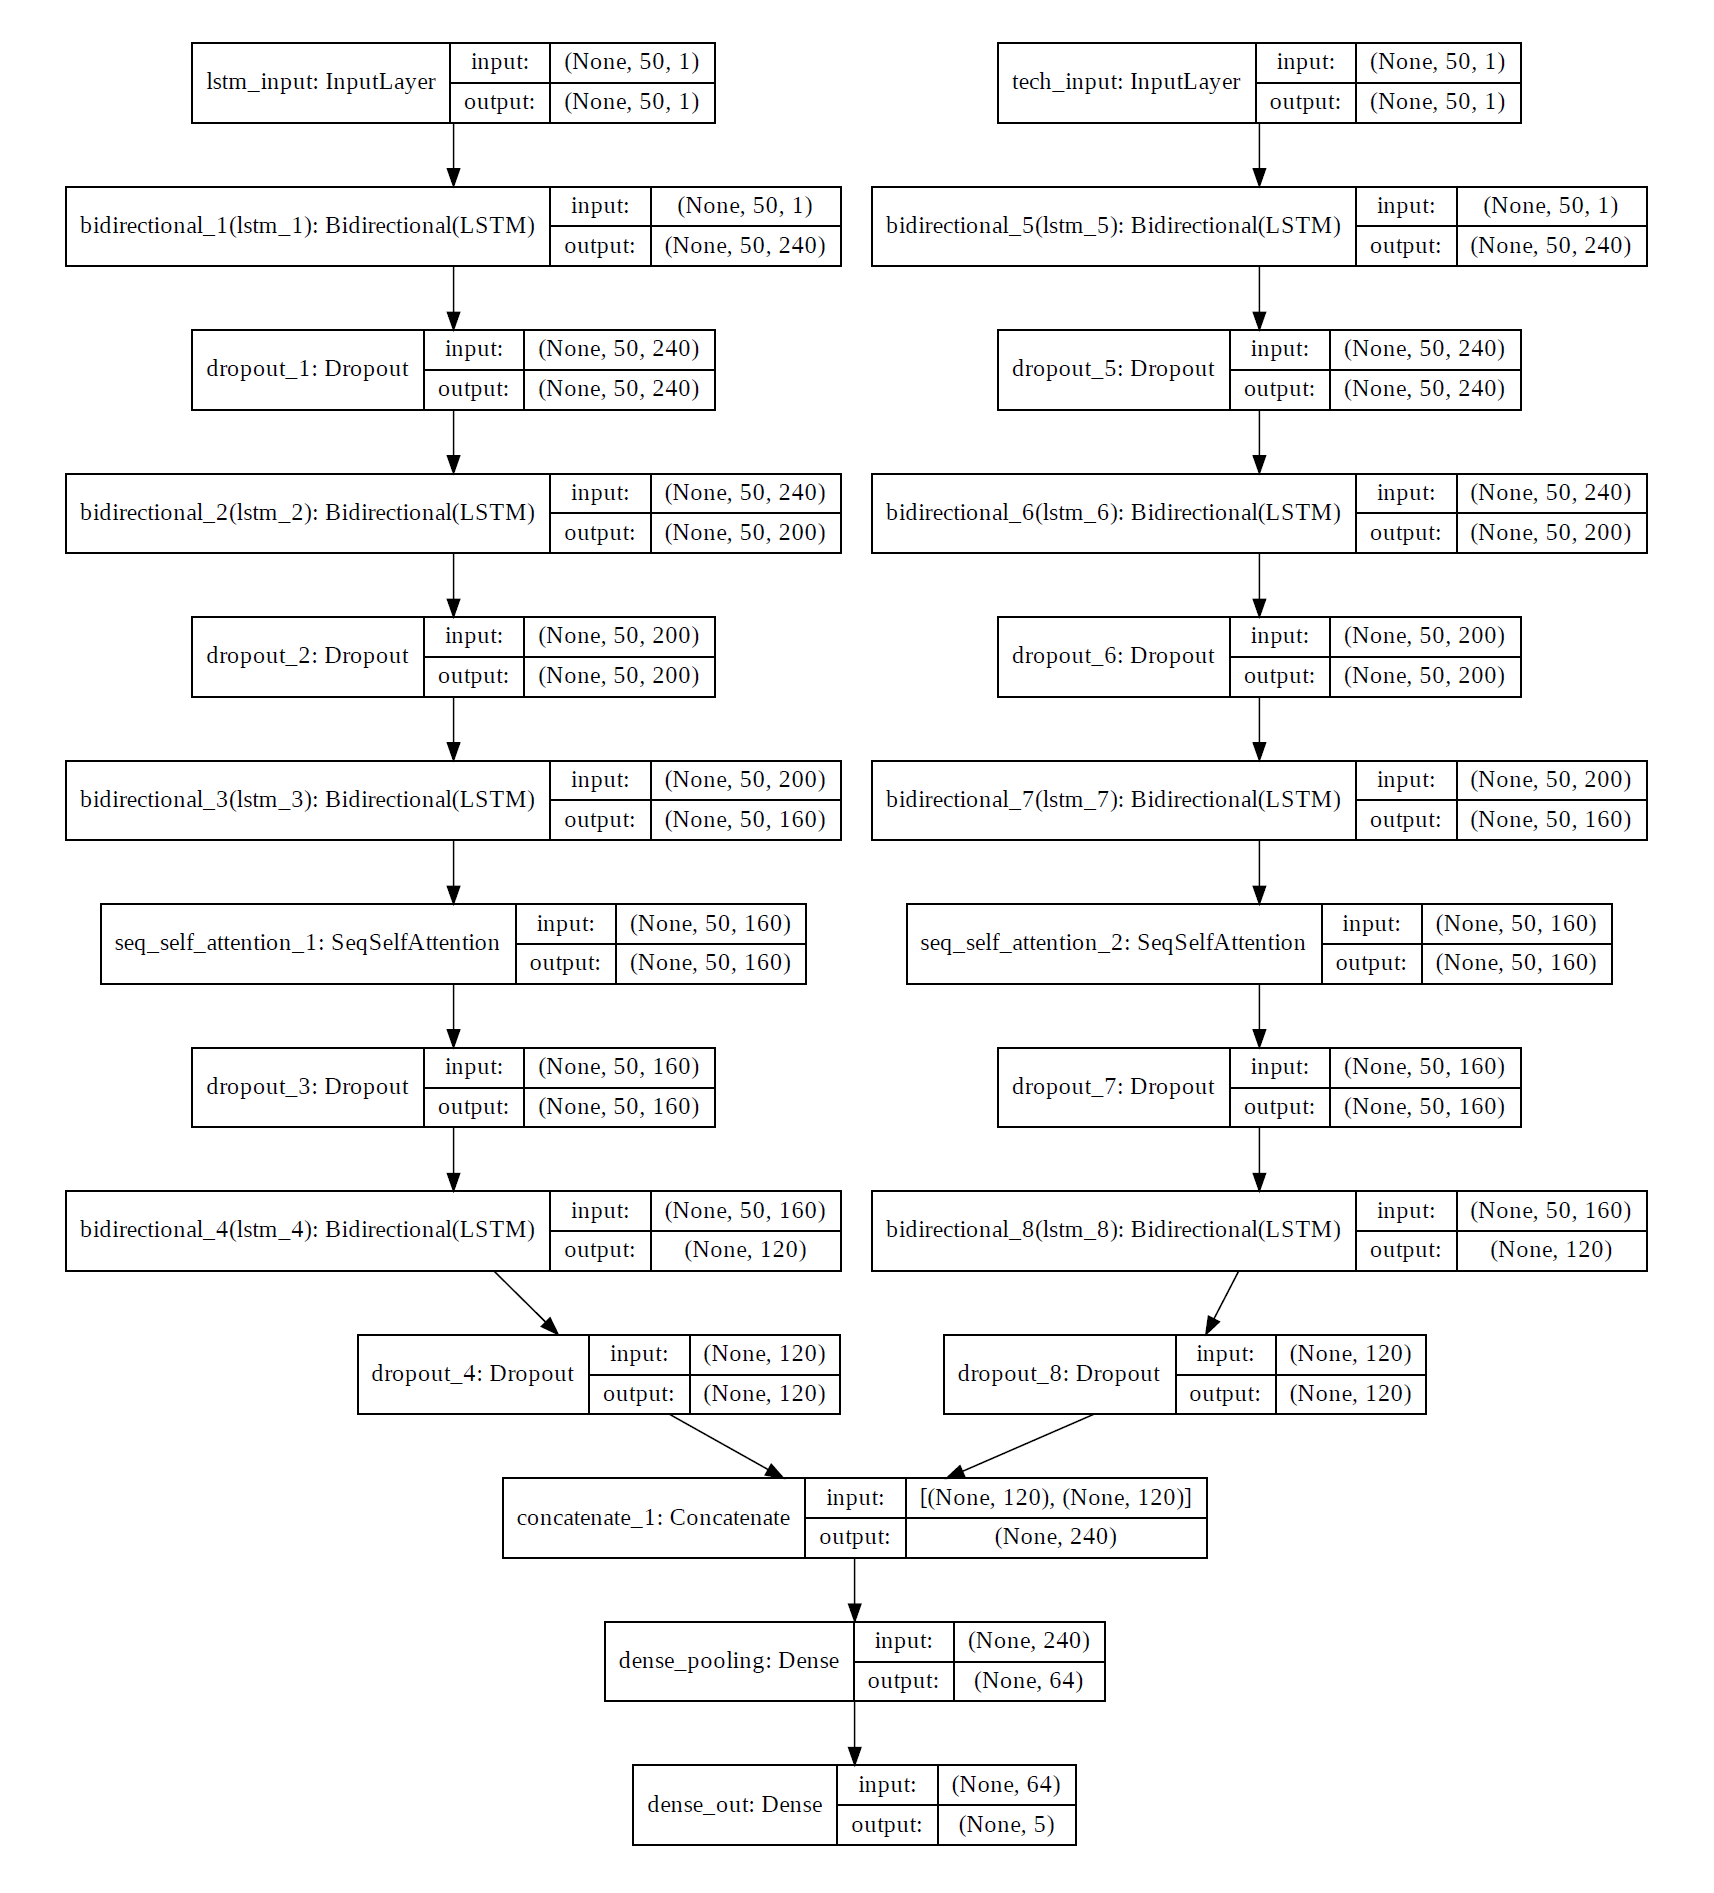 lstm_input: InputLayer
input:
(None, 50, 1)
output:
(None, 50, 1)
tech_input: InputLayer
input:
(None, 50, 1)
output:
(None, 50, 1)
bidirectional_1(lstm_1): Bidirectional(LSTM)
input:
(None, 50, 1)
output:
(None, 50, 240)
bidirectional_5(lstm_5): Bidirectional(LSTM)
input:
(None, 50, 1)
output:
(None, 50, 240)
dropout_1: Dropout
input:
(None, 50, 240)
output:
(None, 50, 240)
dropout_5: Dropout
input:
(None, 50, 240)
output:
(None, 50, 240)
bidirectional_2(lstm_2): Bidirectional(LSTM)
input:
(None, 50, 240)
output:
(None, 50, 200)
bidirectional_6(lstm_6): Bidirectional(LSTM)
input:
(None, 50, 240)
output:
(None, 50, 200)
dropout_2: Dropout
input:
(None, 50, 200)
output:
(None, 50, 200)
dropout_6: Dropout
input:
(None, 50, 200)
output:
(None, 50, 200)
bidirectional_3(lstm_3): Bidirectional(LSTM)
input:
(None, 50, 200)
output:
(None, 50, 160)
bidirectional_7(lstm_7): Bidirectional(LSTM)
input:
(None, 50, 200)
output:
(None, 50, 160)
seq_self_attention_1: SeqSelfAttention
input:
(None, 50, 160)
output:
(None, 50, 160)
seq_self_attention_2: SeqSelfAttention
input:
(None, 50, 160)
output:
(None, 50, 160)
dropout_3: Dropout
input:
(None, 50, 160)
output:
(None, 50, 160)
dropout_7: Dropout
input:
(None, 50, 160)
output:
(None, 50, 160)
bidirectional_4(lstm_4): Bidirectional(LSTM)
input:
(None, 50, 160)
output:
(None, 120)
bidirectional_8(lstm_8): Bidirectional(LSTM)
input:
(None, 50, 160)
output:
(None, 120)
dropout_4: Dropout
input:
(None, 120)
output:
(None, 120)
dropout_8: Dropout
input:
(None, 120)
output:
(None, 120)
concatenate_1: Concatenate
input:
[(None, 120), (None, 120)]
output:
(None, 240)
dense_pooling: Dense
input:
(None, 240)
output:
(None, 64)
dense_out: Dense
input:
(None, 64)
output:
(None, 5)